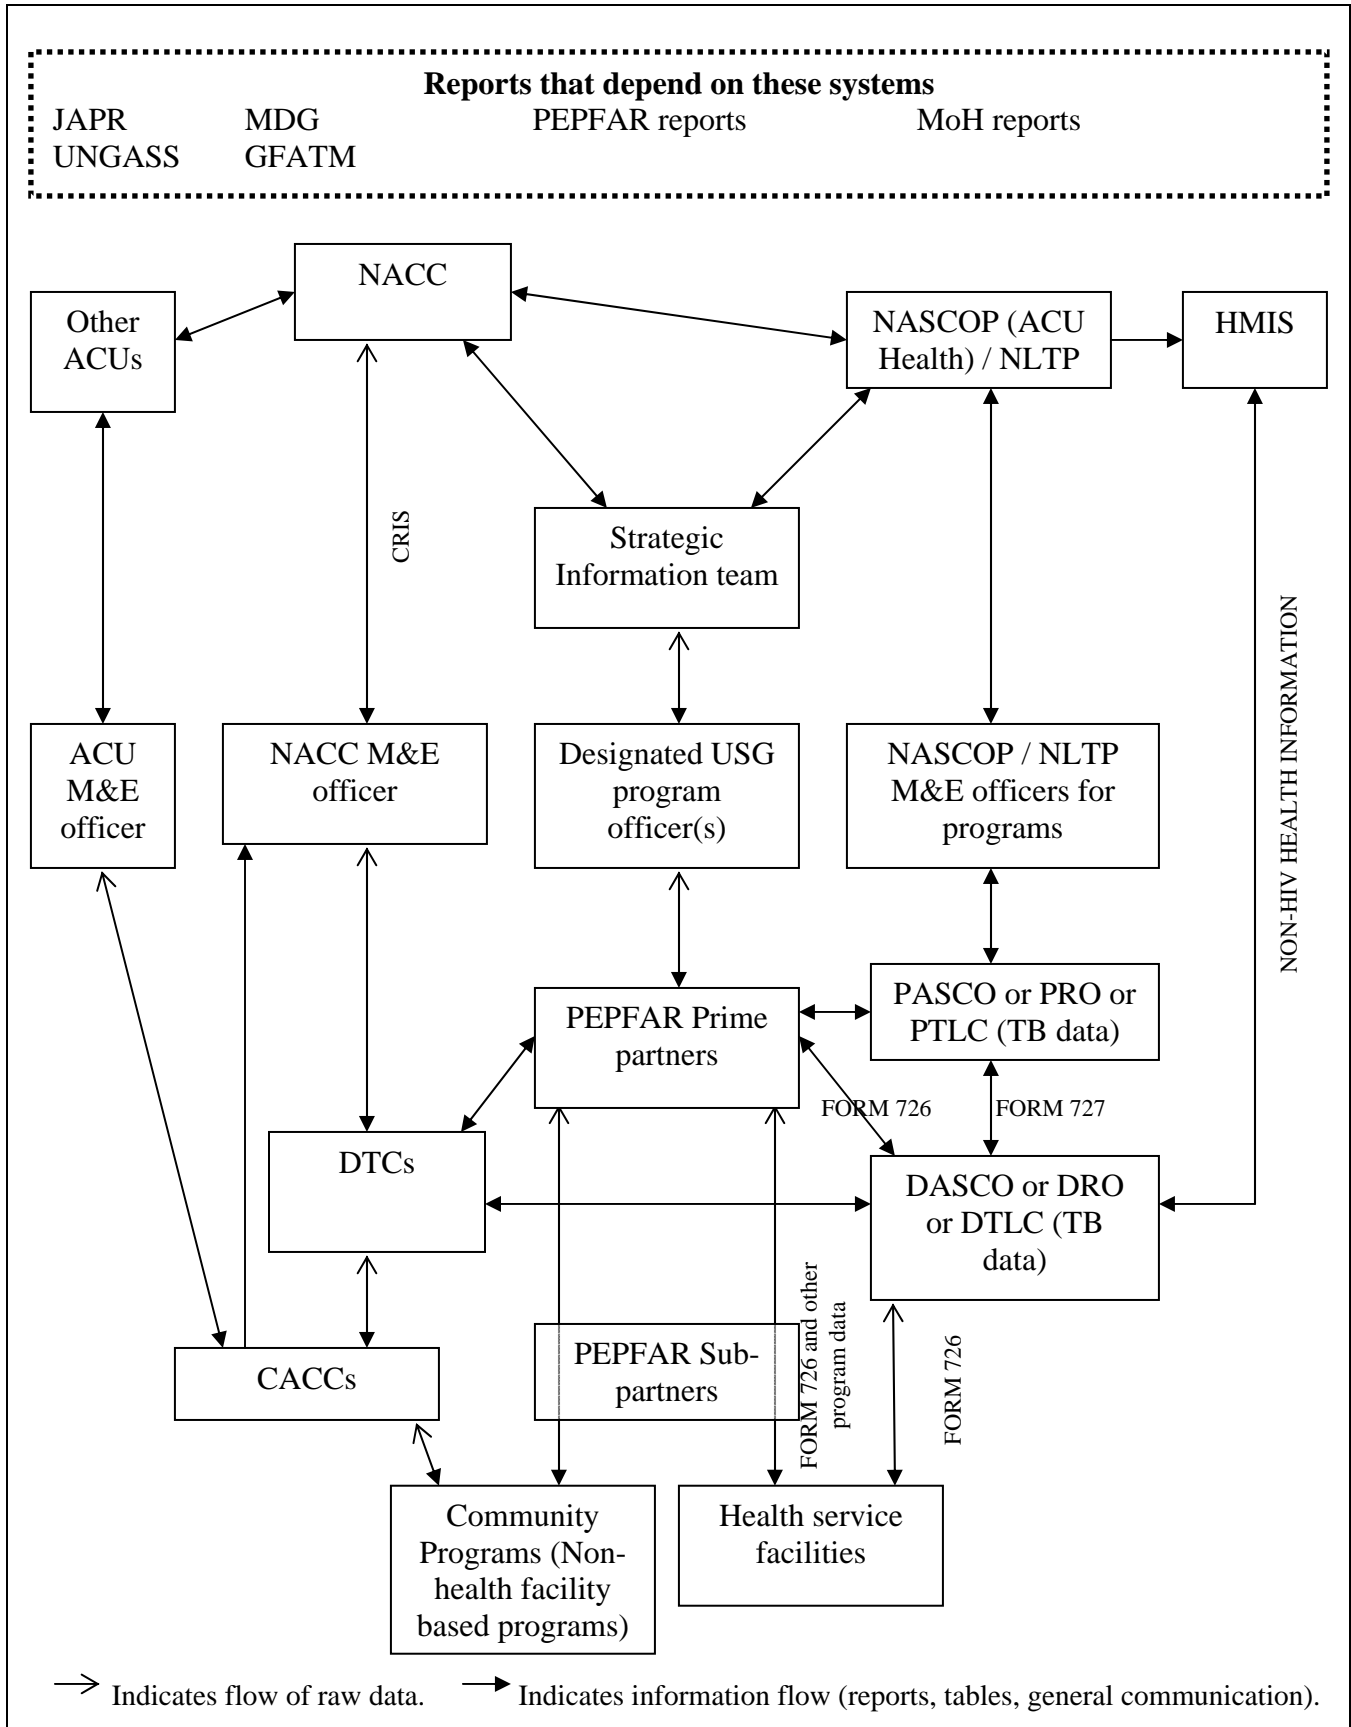 Reports that depend on these systems
JAPR MDG PEPFAR reports MoH reports
UNGASS GFATM
NACC
Other
ACUs
NASCOP (ACU
Health) / NLTP
HMIS
CRIS
Strategic
Information team
NON-HIV HEALTH INFORMATION
ACU
M&E
officer
NACC M&E
officer
Designated USG
program
officer(s)
NASCOP / NLTP
M&E officers for
programs
PEPFAR Prime
partners
PASCO or PRO or
PTLC (TB data)
FORM 726
FORM 727
DTCs
DASCO or DRO
or DTLC (TB
data)
FORM 726 and other
program data
FORM 726
PEPFAR Sub-
partners
CACCs
Community
Programs (Non-
health facility
based programs)
Health service
facilities
Indicates flow of raw data.
Indicates information flow (reports, tables, general communication).